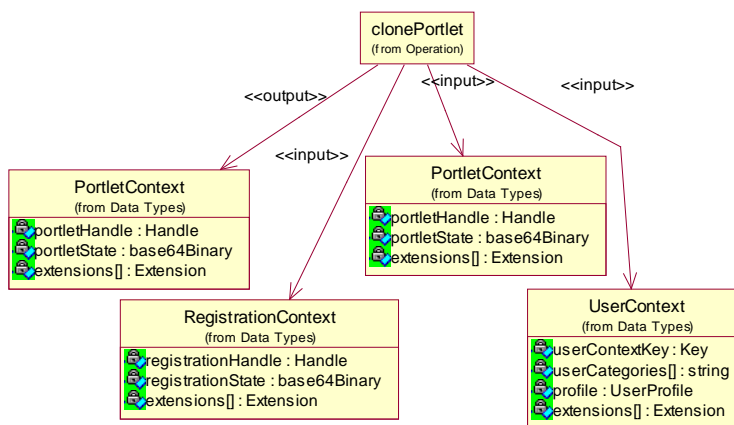 clonePortlet
(from Operation)
<<output>>
<<input>>
<<input>>
<<input>>
PortletContext
(from Data Types)
portletHandle : Handle
portletState : base64Binary
extensions[] : Extension
PortletContext
(from Data Types)
portletHandle : Handle
portletState : base64Binary
extensions[] : Extension
RegistrationContext
(from Data Types)
registrationHandle : Handle
registrationState : base64Binary
extensions[] : Extension
UserContext
(from Data Types)
userContextKey : Key
userCategories[] : string
profile : UserProfile
extensions[] : Extension